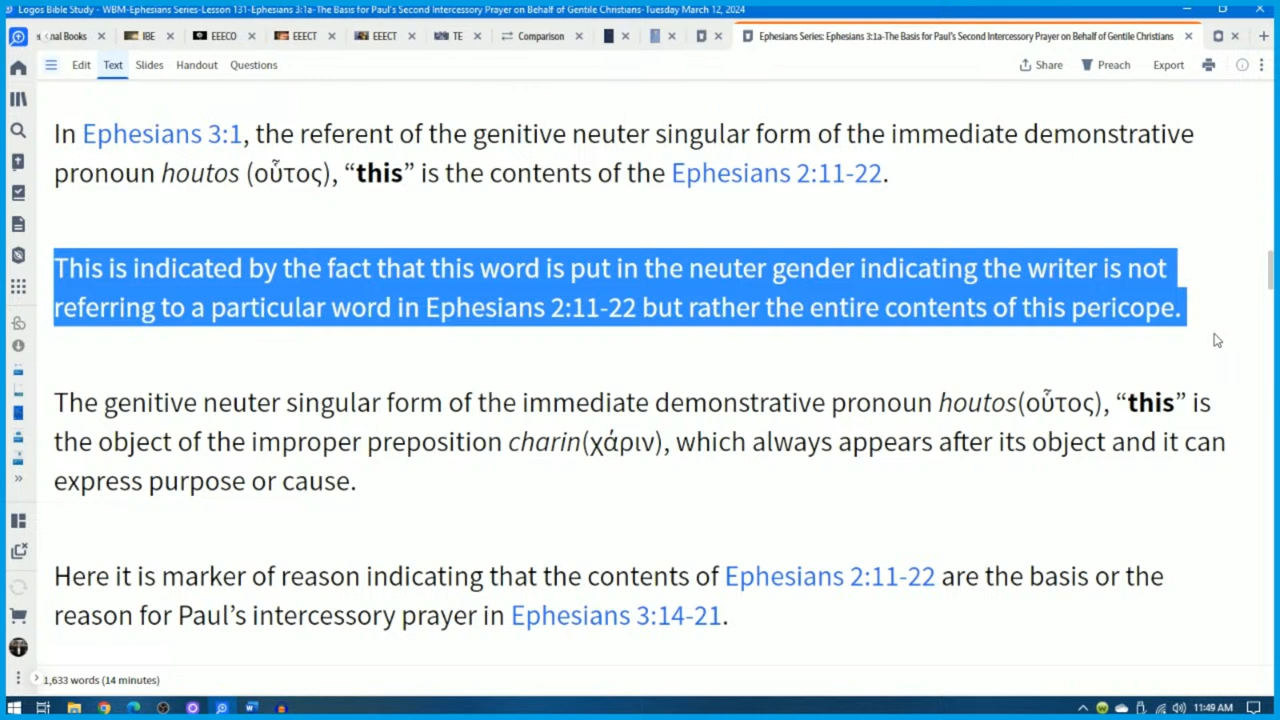 Logos Bible Study - WBM-Ephesians Series-Lesson 131-Ephesians 3:1a-The Basis for Paul's Second Intercessory Prayer on Behalf of Gentile Christians-Tuesday March 12, 2024
nal Books IBE EEECO EEECT EEECT TE Comparison Ephesians Series: Ephesians 3:1a-The Basis for Paul's Second Intercessory Prayer on Behalf of Gentile Christians
Edit Text Slides Handout Questions Share Preach Export
In Ephesians 3:1, the referent of the genitive neuter singular form of the immediate demonstrative
pronoun houtos (οὗτος), “this” is the contents of the Ephesians 2:11-22.
This is indicated by the fact that this word is put in the neuter gender indicating the writer is not
referring to a particular word in Ephesians 2:11-22 but rather the entire contents of this pericope.
The genitive neuter singular form of the immediate demonstrative pronoun houtos(οὗτος), “this” is
the object of the improper preposition charin(χάριν), which always appears after its object and it can
express purpose or cause.
Here it is marker of reason indicating that the contents of Ephesians 2:11-22 are the basis or the
reason for Paul’s intercessory prayer in Ephesians 3:14-21.
1,633 words (14 minutes)
11:49 AM